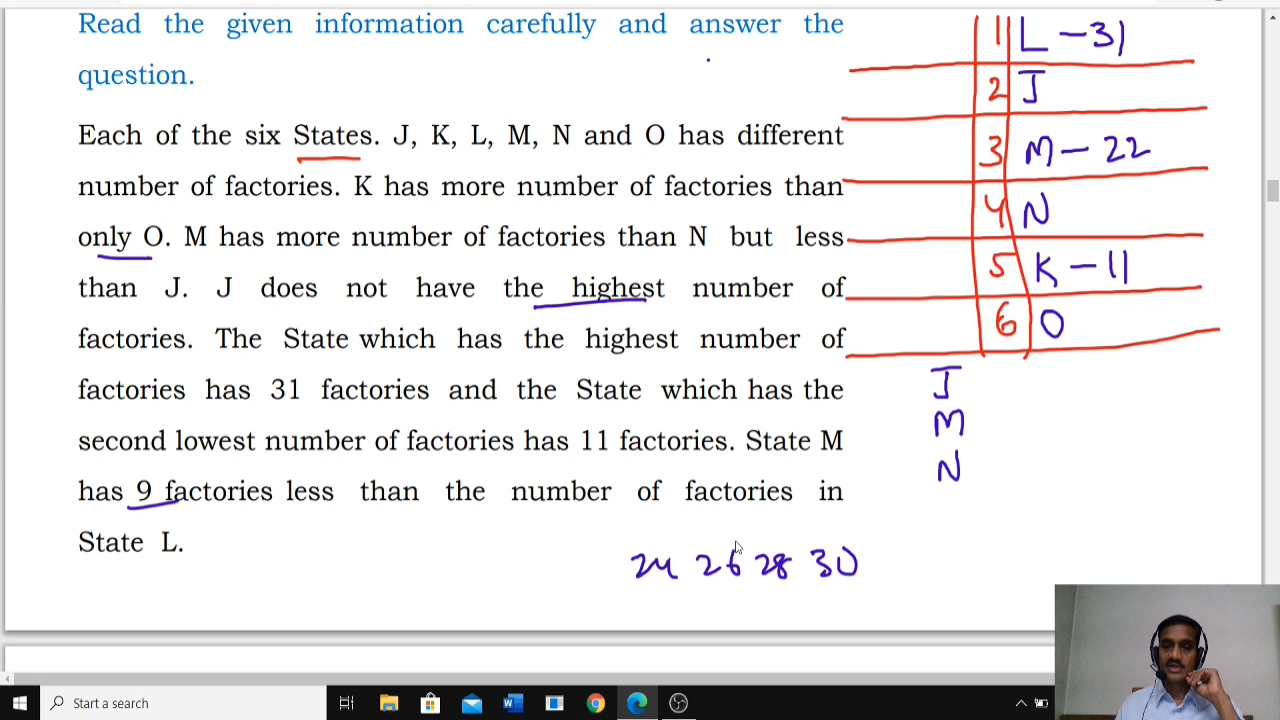 Read the given information carefully and answer the
question.
Each of the six States. J, K, L, M, N and O has different
number of factories. K has more number of factories than
only O. M has more number of factories than N but less
than J. J does not have the highest number of
factories. The State which has the highest number of
factories has 31 factories and the State which has the
second lowest number of factories has 11 factories. State M
has 9 factories less than the number of factories in
State L.
24 26 28 30
1 L - 31
2 J
3 M - 22
4 N
5 K - 11
6 O
J
M
N
Start a search